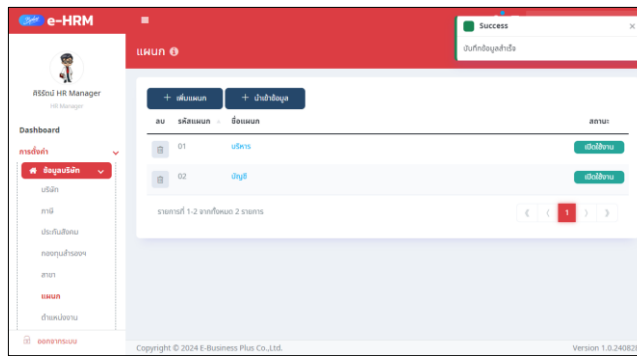 e-HRM
Success
บันทึกข้อมูลสำเร็จ
แผนก
ศิริรัตน์ HR Manager
HR Manager
Dashboard
การตั้งค่า
ข้อมูลบริษัท
บริษัท
ภาษี
ประกันสังคม
กองทุนสำรองฯ
สาขา
แผนก
ตำแหน่งงาน
ออกจากระบบ
+ เพิ่มแผนก
+ นำเข้าข้อมูล
ลบ รหัสแผนก ชื่อแผนก สถานะ
01 บริหาร เปิดใช้งาน
02 บัญชี เปิดใช้งาน
รายการที่ 1-2 จากทั้งหมด 2 รายการ
1
Copyright © 2024 E-Business Plus Co.,Ltd.
Version 1.0.24082